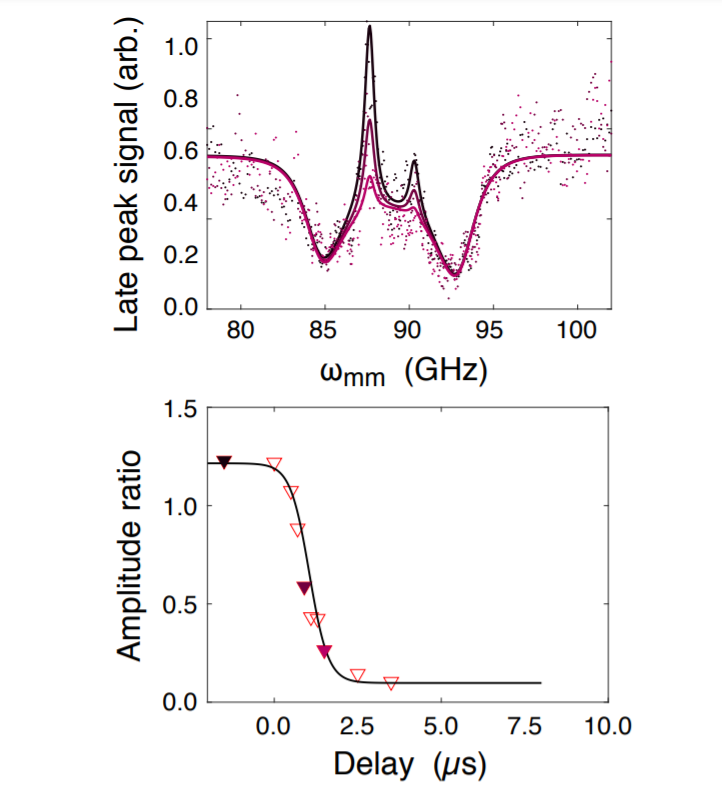 Late peak signal (arb.)
1.0
0.8
0.6
0.4
0.2
0.0
80 85 90 95 100
ωmm (GHz)
Amplitude ratio
1.5
1.0
0.5
0.0
0.0 2.5 5.0 7.5 10.0
Delay (μs)